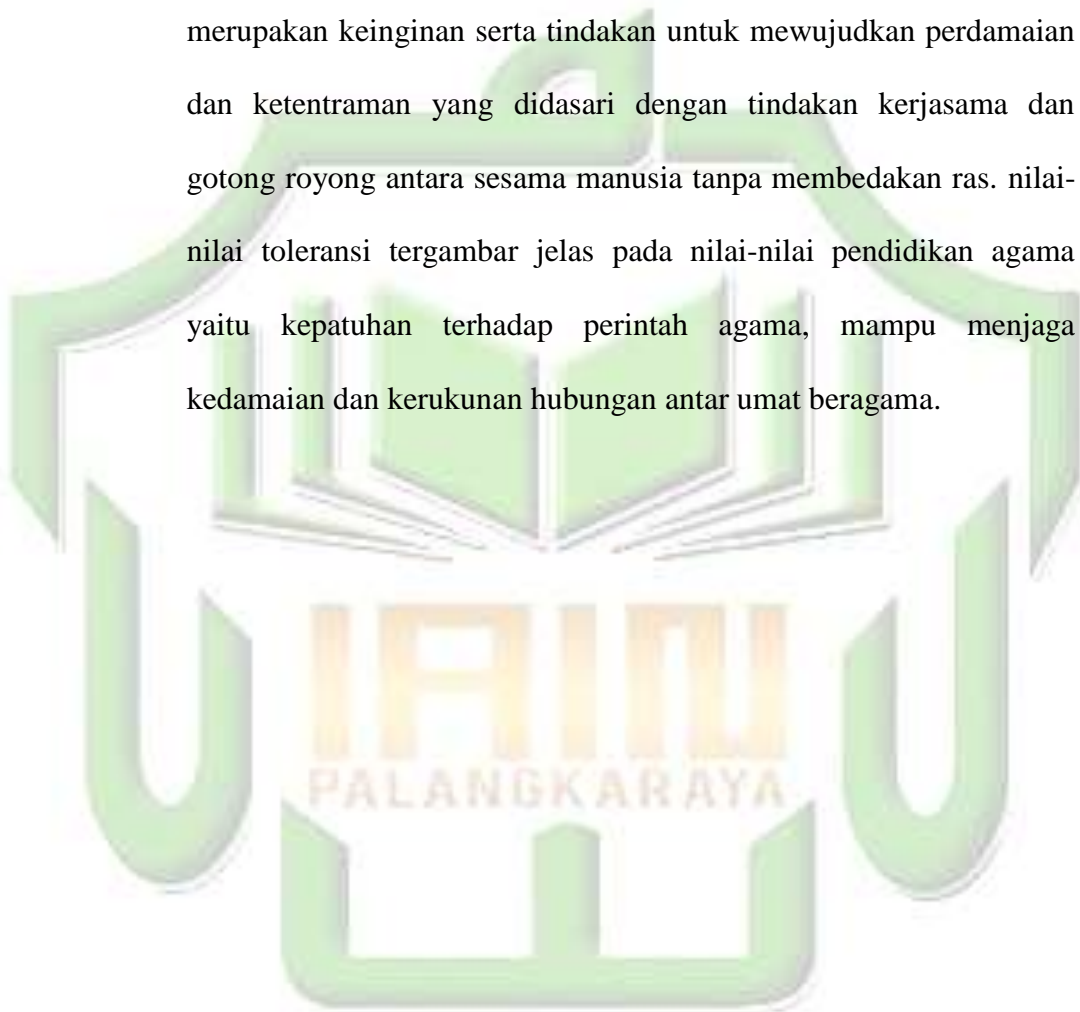 merupakan keinginan serta tindakan untuk mewujudkan perdamaian
dan ketentraman yang didasari dengan tindakan kerjasama dan
gotong royong antara sesama manusia tanpa membedakan ras. nilai-
nilai toleransi tergambar jelas pada nilai-nilai pendidikan agama
yaitu kepatuhan terhadap perintah agama, mampu menjaga
kedamaian dan kerukunan hubungan antar umat beragama.
IAIN
PALANGKARAYA